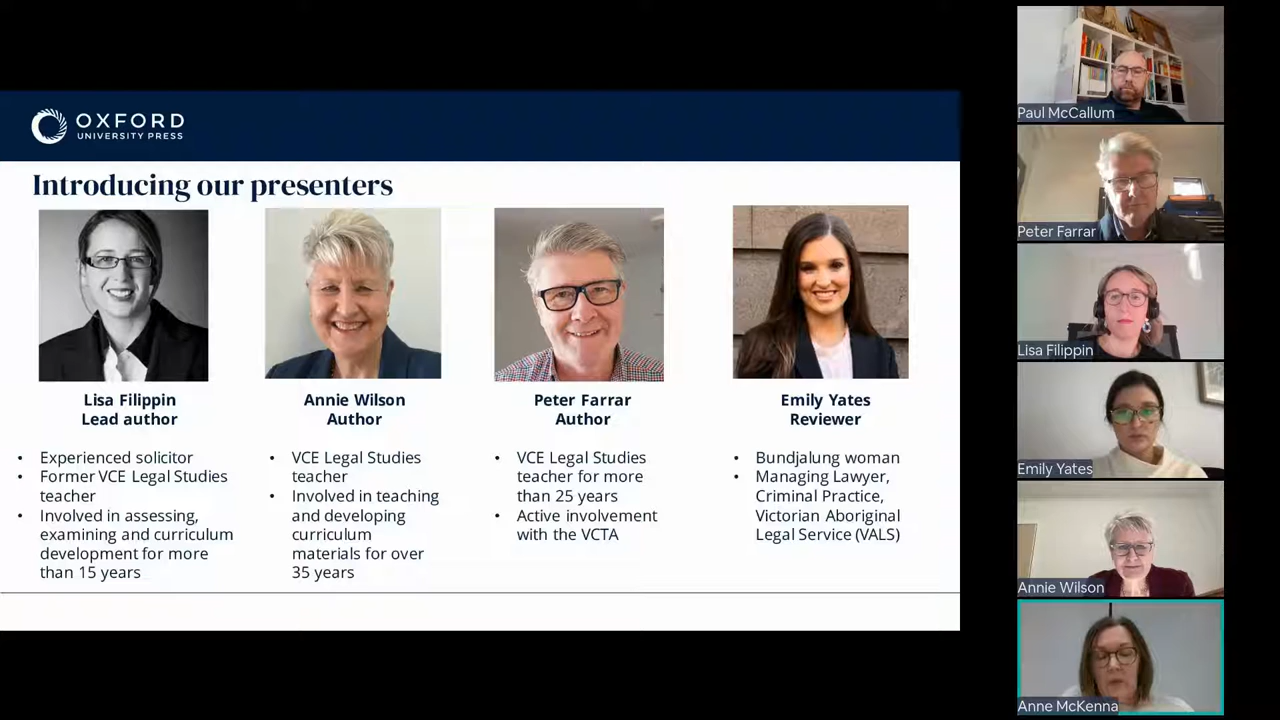 OXFORD
UNIVERSITY PRESS
Introducing our presenters
Lisa Filippin
Lead author
• Experienced solicitor
• Former VCE Legal Studies
teacher
• Involved in assessing,
examining and curriculum
development for more
than 15 years
Annie Wilson
Author
• VCE Legal Studies
teacher
• Involved in teaching
and developing
curriculum
materials for over
35 years
Peter Farrar
Author
• VCE Legal Studies
teacher for more
than 25 years
• Active involvement
with the VCTA
Emily Yates
Reviewer
• Bundjalung woman
• Managing Lawyer,
Criminal Practice,
Victorian Aboriginal
Legal Service (VALS)
Paul McCallum
Peter Farrar
Lisa Filippin
Emily Yates
Annie Wilson
Anne McKenna